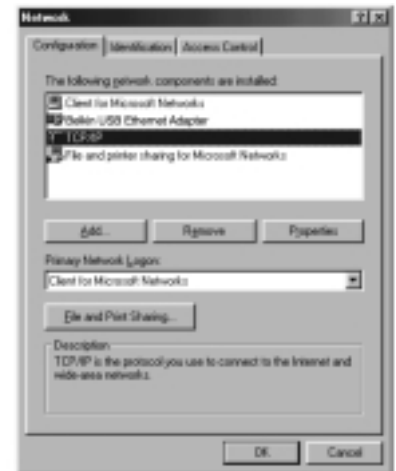 Network
Configuration Identification Access Control
The following network components are installed:
Client for Microsoft Networks
Belkin USB Ethernet Adapter
TCP/IP
File and printer sharing for Microsoft Networks
Add... Remove Properties
Primary Network Logon:
Client for Microsoft Networks
File and Print Sharing...
Description
TCP/IP is the protocol you use to connect to the Internet and
wide-area networks.
OK Cancel